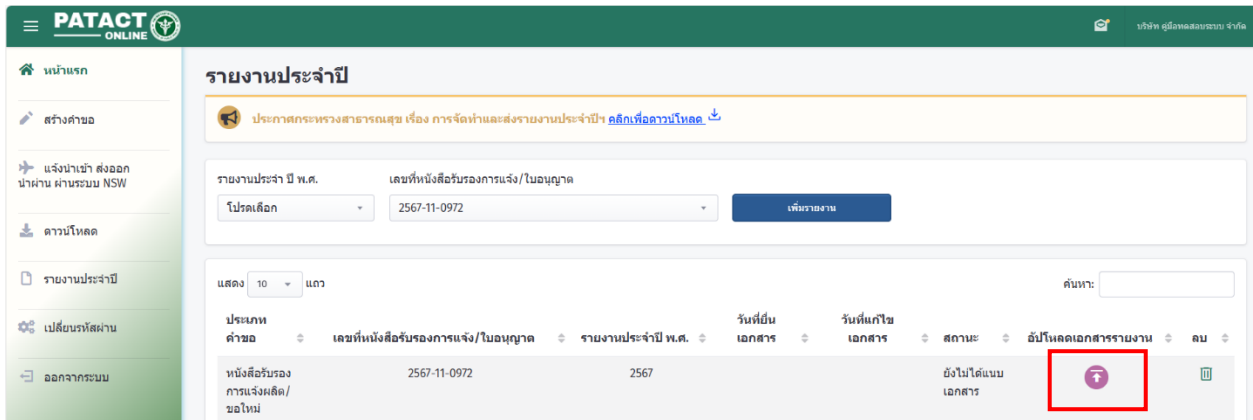 PATACT
ONLINE
บริษัท คู่มือทดสอบระบบ จำกัด
หน้าแรก
สร้างคำขอ
แจ้งนำเข้า ส่งออก
นำผ่าน ผ่านระบบ NSW
ดาวน์โหลด
รายงานประจำปี
เปลี่ยนรหัสผ่าน
ออกจากระบบ
รายงานประจำปี
ประกาศกระทรวงสาธารณสุข เรื่อง การจัดทำและส่งรายงานประจำปีฯ คลิกเพื่อดาวน์โหลด
รายงานประจำ ปี พ.ศ. เลขที่หนังสือรับรองการแจ้ง/ใบอนุญาต
โปรดเลือก 2567-11-0972 เพิ่มรายงาน
แสดง 10 แถว ค้นหา:
ประเภท วันที่ยื่น วันที่แก้ไข
คำขอ เลขที่หนังสือรับรองการแจ้ง/ใบอนุญาต รายงานประจำปี พ.ศ. เอกสาร เอกสาร สถานะ อัปโหลดเอกสารรายงาน ลบ
หนังสือรับรอง 2567-11-0972 2567 ยังไม่ได้แนบ
การแจ้งผลิต/ เอกสาร
ขอใหม่